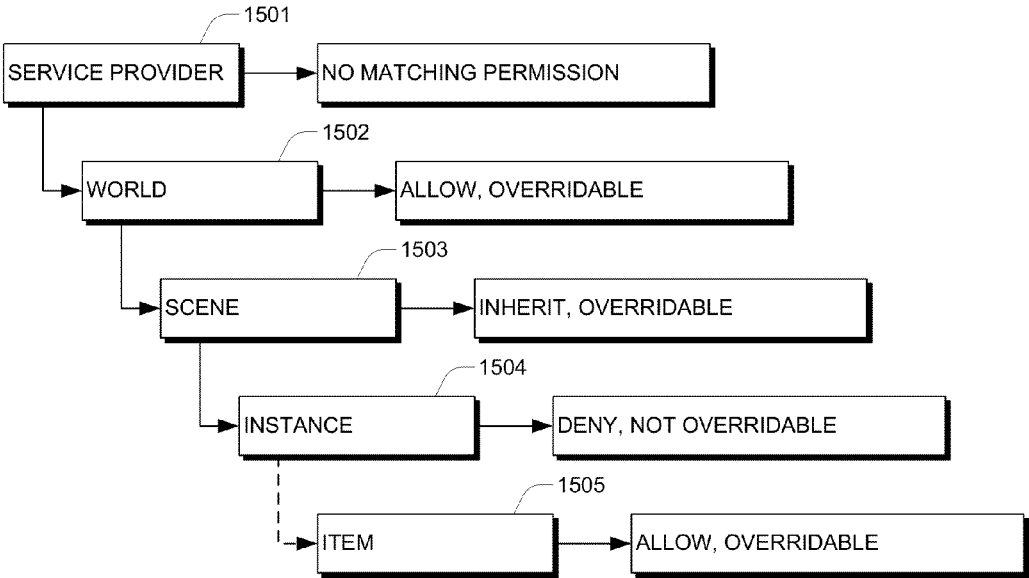 1501
SERVICE PROVIDER
NO MATCHING PERMISSION
1502
WORLD
ALLOW, OVERRIDABLE
1503
SCENE
INHERIT, OVERRIDABLE
1504
INSTANCE
DENY, NOT OVERRIDABLE
1505
ITEM
ALLOW, OVERRIDABLE